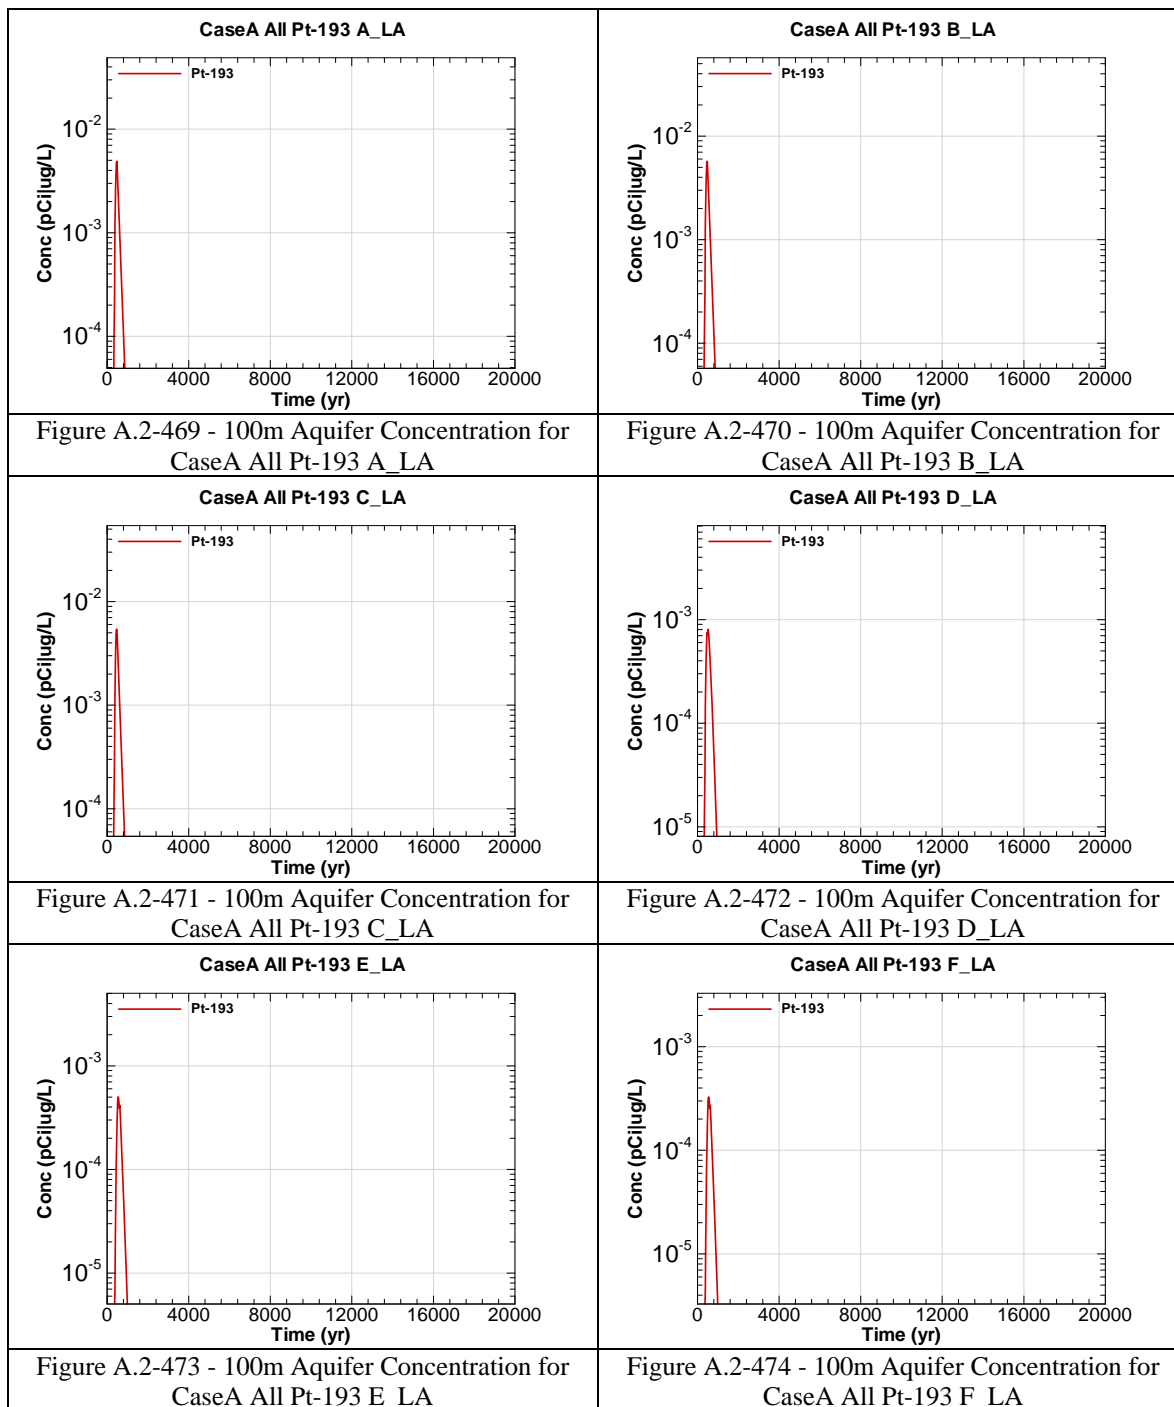 CaseA All Pt-193 A_LA
Pt-193
10-2
10-3
10-4
Conc (pCi|ug/L)
0 4000 8000 12000 16000 20000
Time (yr)
Figure A.2-469 - 100m Aquifer Concentration for
CaseA All Pt-193 A_LA
CaseA All Pt-193 B_LA
Pt-193
10-2
10-3
10-4
Conc (pCi|ug/L)
0 4000 8000 12000 16000 20000
Time (yr)
Figure A.2-470 - 100m Aquifer Concentration for
CaseA All Pt-193 B_LA
CaseA All Pt-193 C_LA
Pt-193
10-2
10-3
10-4
Conc (pCi|ug/L)
0 4000 8000 12000 16000 20000
Time (yr)
Figure A.2-471 - 100m Aquifer Concentration for
CaseA All Pt-193 C_LA
CaseA All Pt-193 D_LA
Pt-193
10-3
10-4
10-5
Conc (pCi|ug/L)
0 4000 8000 12000 16000 20000
Time (yr)
Figure A.2-472 - 100m Aquifer Concentration for
CaseA All Pt-193 D_LA
CaseA All Pt-193 E_LA
Pt-193
10-3
10-4
10-5
Conc (pCi|ug/L)
0 4000 8000 12000 16000 20000
Time (yr)
Figure A.2-473 - 100m Aquifer Concentration for
CaseA All Pt-193 E_LA
CaseA All Pt-193 F_LA
Pt-193
10-3
10-4
10-5
Conc (pCi|ug/L)
0 4000 8000 12000 16000 20000
Time (yr)
Figure A.2-474 - 100m Aquifer Concentration for
CaseA All Pt-193 F_LA